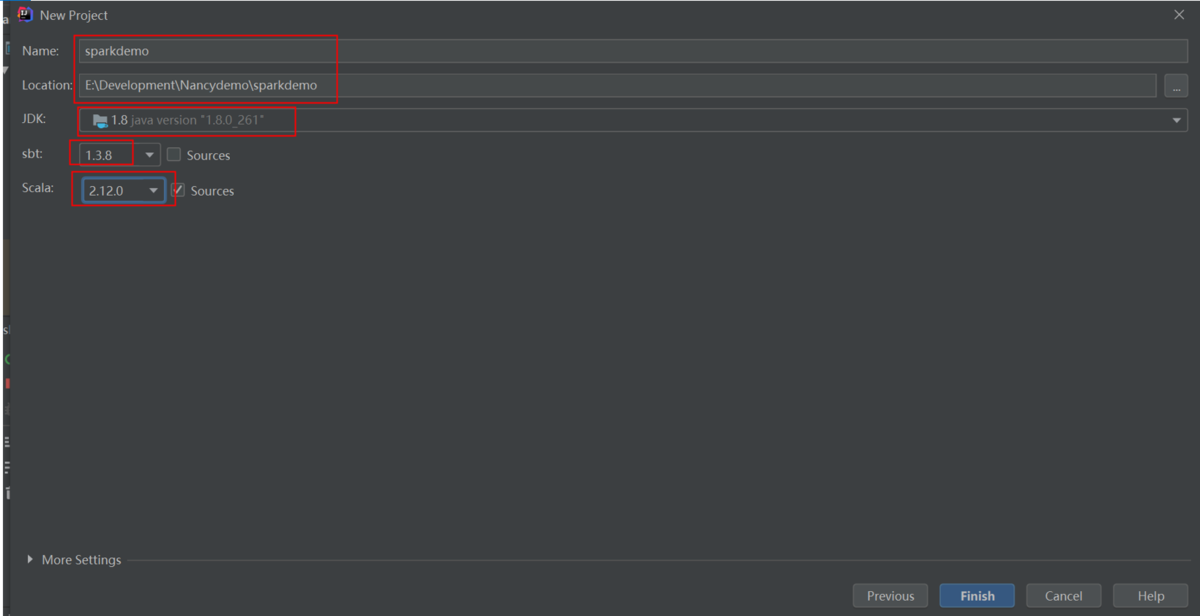 New Project
Name: sparkdemo
Location: E:\Development\Nancydemo\sparkdemo ...
JDK: 1.8 java version "1.8.0_261"
sbt: 1.3.8 Sources
Scala: 2.12.0 Sources
More Settings
Previous Finish Cancel Help